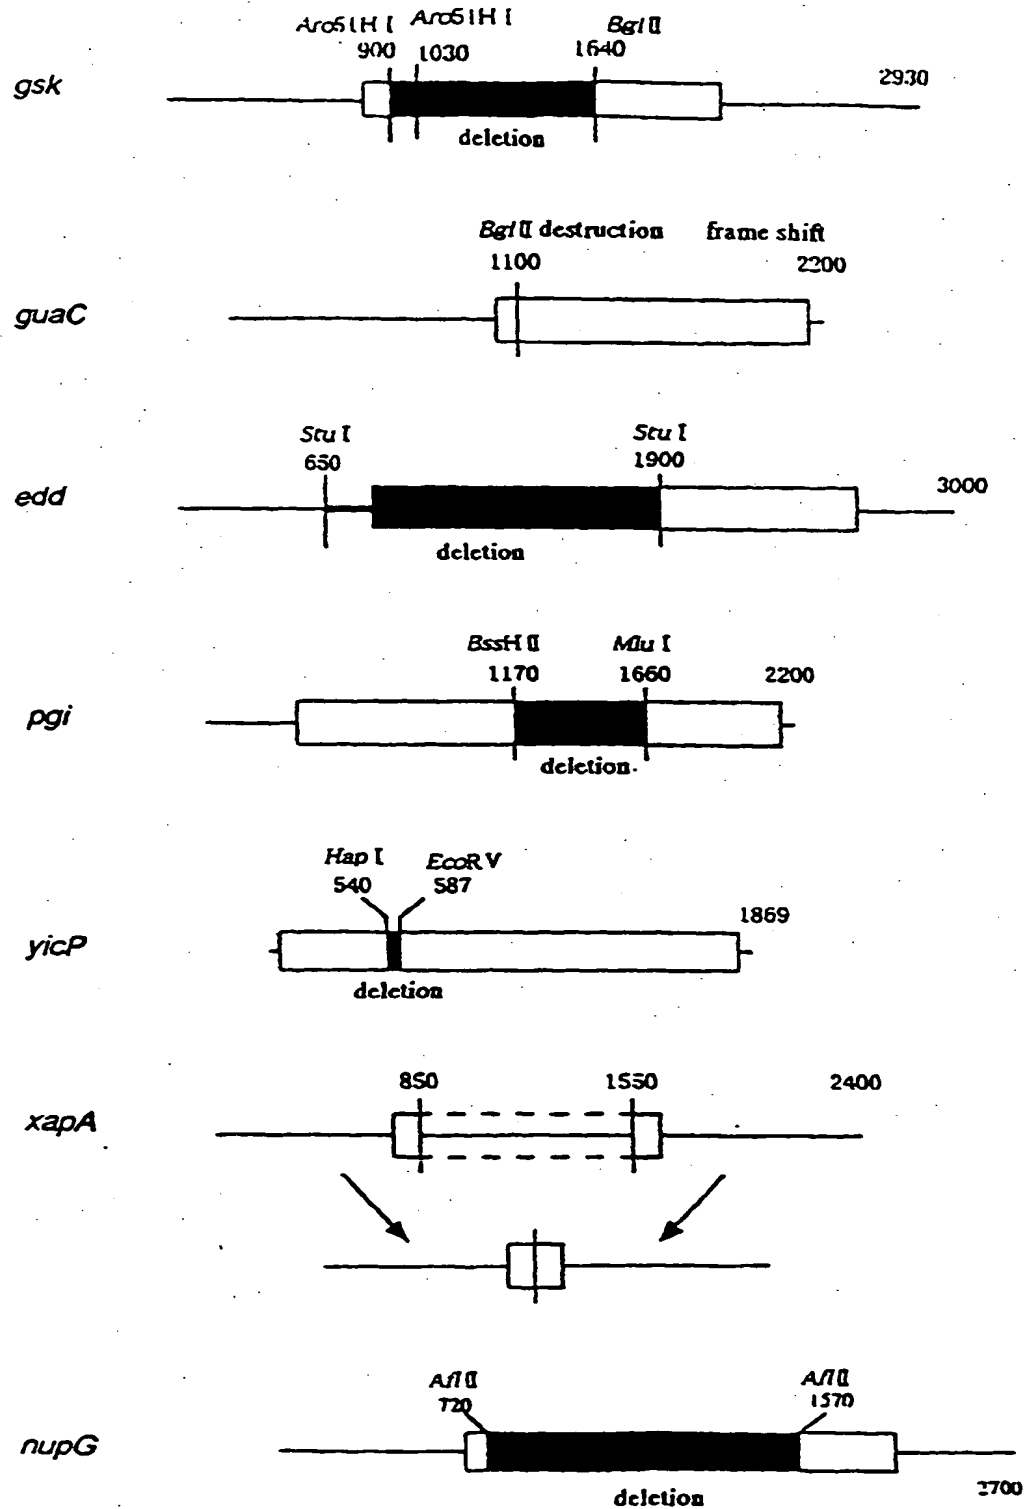 Aro51H I Aro51H I Bgl II
900 1030 1640
gsk 2930
deletion
Bgl II destruction frame shift
1100 2200
guaC
Stu I Stu I
650 1900
edd 3000
deletion
BssH II Mlu I
1170 1660 2200
pgi
deletion
Hap I EcoR V
540 587
yicP 1869
deletion
850 1550 2400
xapA
Afl II Afl II
720 1570
nupG
2700
deletion